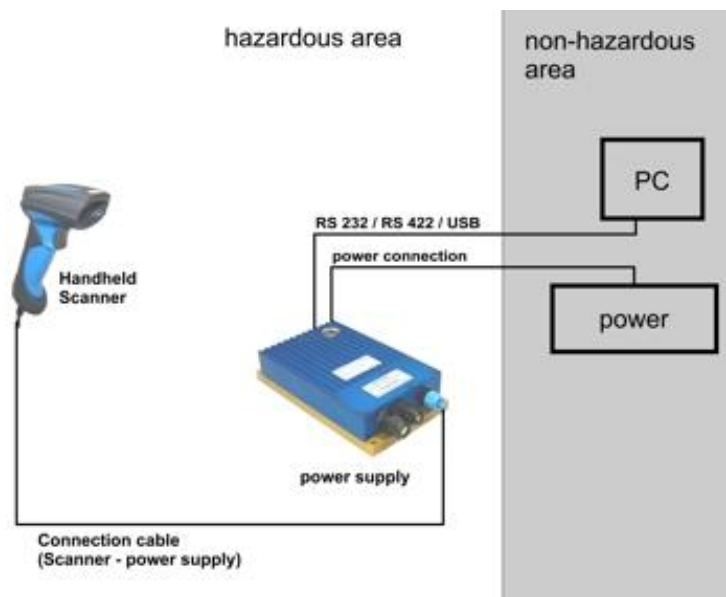 hazardous area
non-hazardous
area
PC
RS 232 / RS 422 / USB
power connection
Handheld
Scanner
power
power supply
Connection cable
(Scanner - power supply)